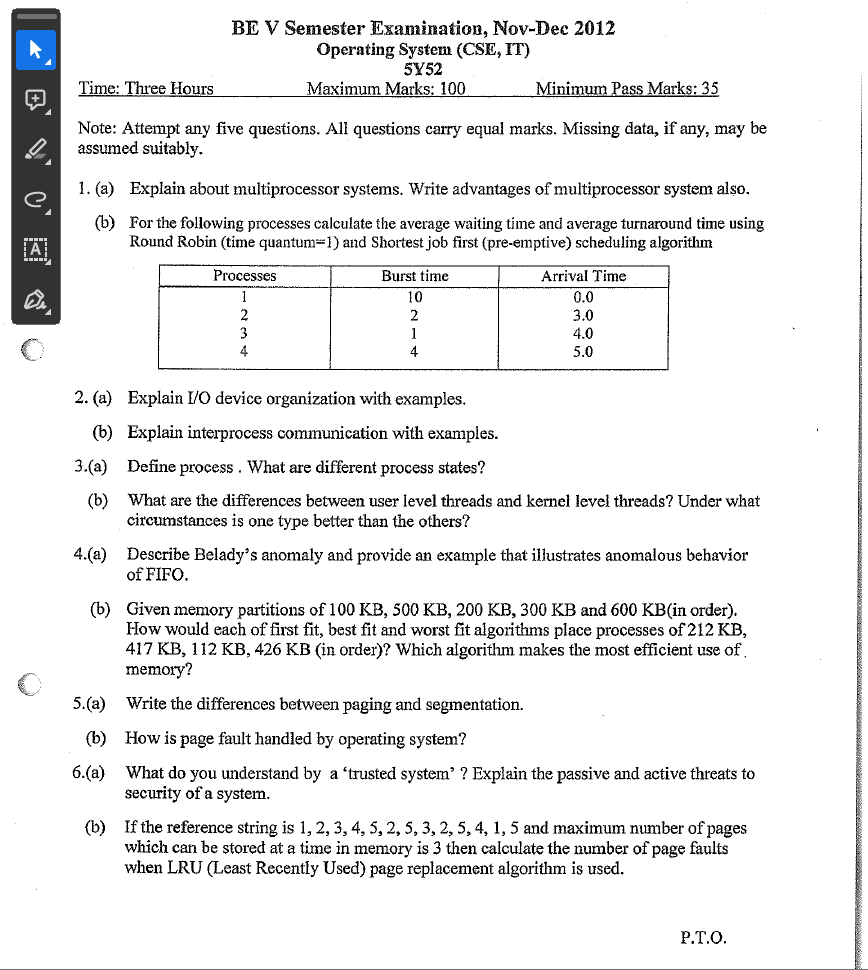 BE V Semester Examination, Nov-Dec 2012
Operating System (CSE, IT)
5Y52
Time: Three Hours Maximum Marks: 100 Minimum Pass Marks: 35
Note: Attempt any five questions. All questions carry equal marks. Missing data, if any, may be
assumed suitably.
1. (a) Explain about multiprocessor systems. Write advantages of multiprocessor system also.
(b) For the following processes calculate the average waiting time and average turnaround time using
Round Robin (time quantum=1) and Shortest job first (pre-emptive) scheduling algorithm
Processes Burst time Arrival Time
1 10 0.0
2 2 3.0
3 1 4.0
4 4 5.0
2. (a) Explain I/O device organization with examples.
(b) Explain interprocess communication with examples.
3.(a) Define process . What are different process states?
(b) What are the differences between user level threads and kernel level threads? Under what
circumstances is one type better than the others?
4.(a) Describe Belady's anomaly and provide an example that illustrates anomalous behavior
of FIFO.
(b) Given memory partitions of 100 KB, 500 KB, 200 KB, 300 KB and 600 KB(in order).
How would each of first fit, best fit and worst fit algorithms place processes of 212 KB,
417 KB, 112 KB, 426 KB (in order)? Which algorithm makes the most efficient use of
memory?
5.(a) Write the differences between paging and segmentation.
(b) How is page fault handled by operating system?
6.(a) What do you understand by a 'trusted system' ? Explain the passive and active threats to
security of a system.
(b) If the reference string is 1, 2, 3, 4, 5, 2, 5, 3, 2, 5, 4, 1, 5 and maximum number of pages
which can be stored at a time in memory is 3 then calculate the number of page faults
when LRU (Least Recently Used) page replacement algorithm is used.
P.T.O.